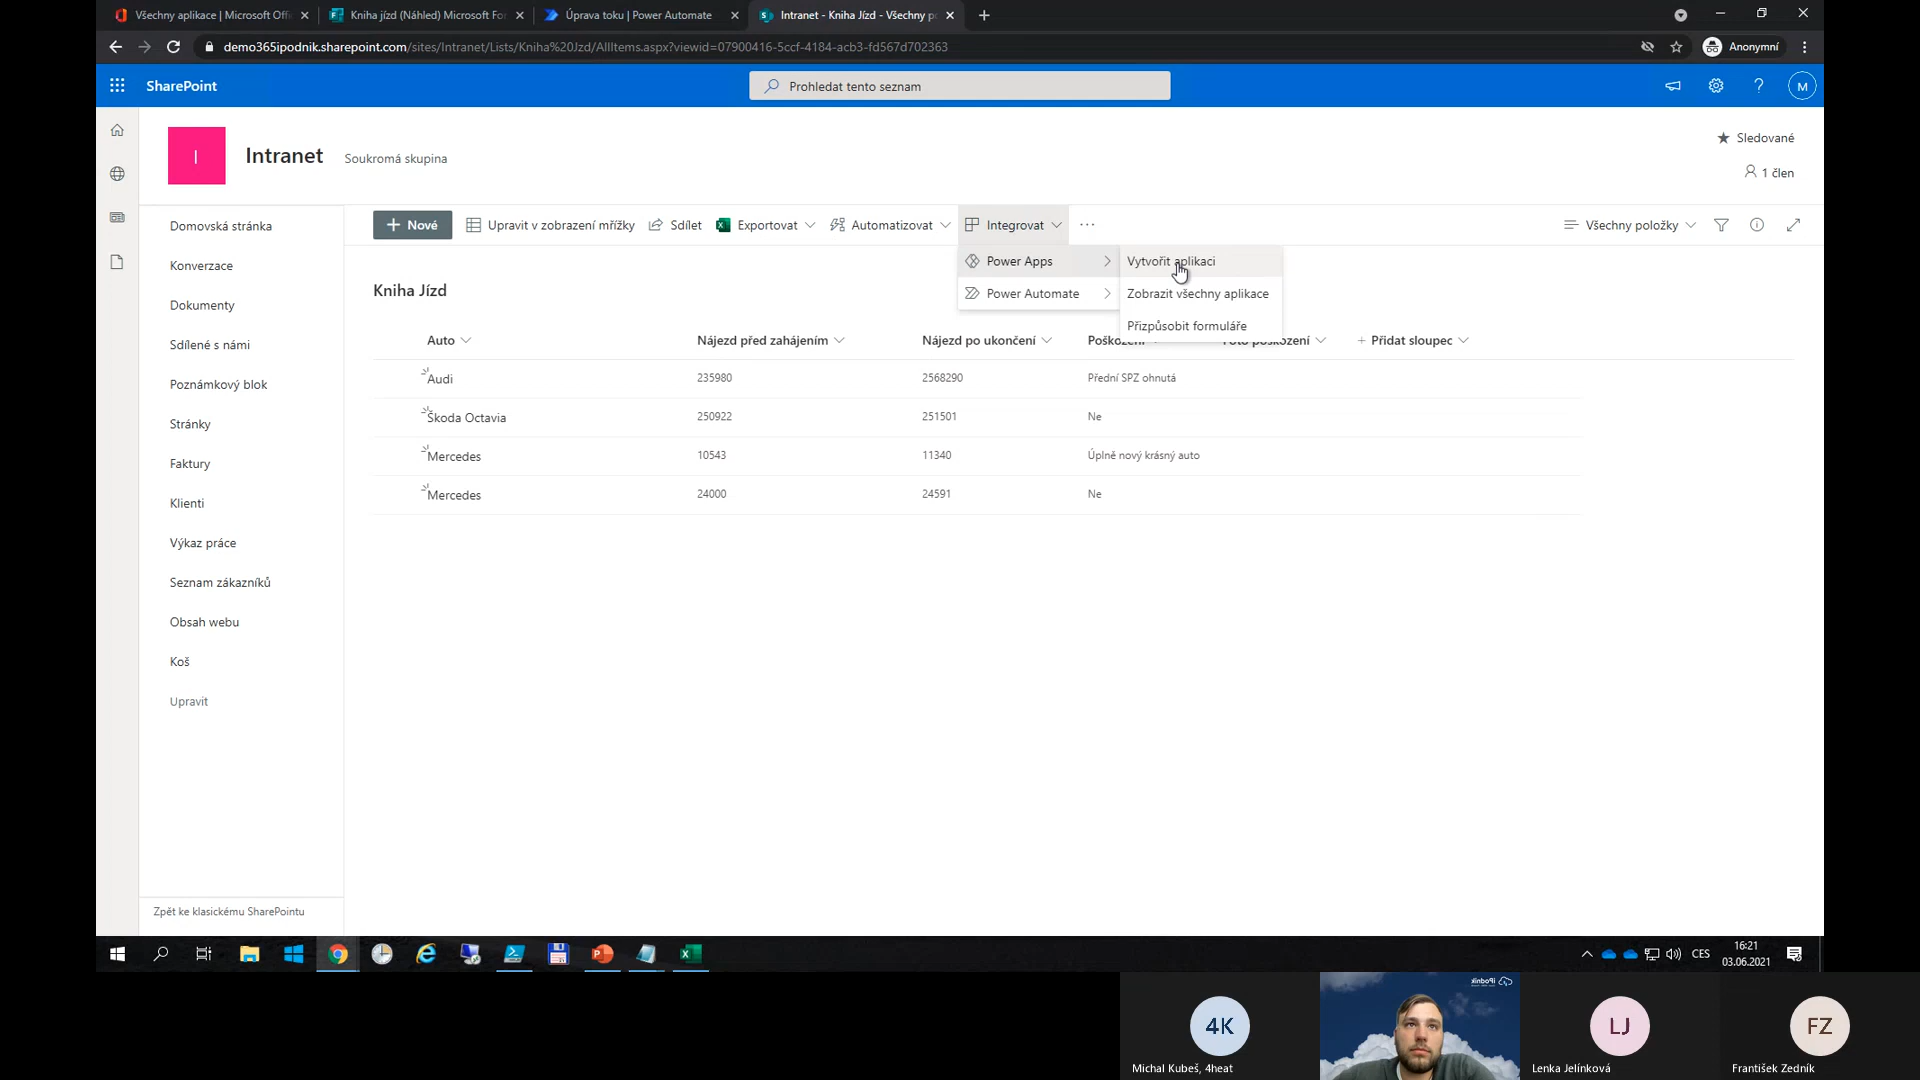 Všechny aplikace | Microsoft Offi
Kniha jízd (Náhled) Microsoft Fo
Úprava toku | Power Automate
Intranet - Kniha Jízd - Všechny po
demo365ipodnik.sharepoint.com/sites/Intranet/Lists/Kniha%20Jzd/AllItems.aspx?viewid=07900416-5ccf-4184-acb3-fd567d702363
Anonymní
SharePoint
Prohledat tento seznam
M
I
Intranet
Soukromá skupina
Sledované
1 člen
Domovská stránka
Konverzace
Dokumenty
Sdílené s námi
Poznámkový blok
Stránky
Faktury
Klienti
Výkaz práce
Seznam zákazníků
Obsah webu
Koš
Upravit
Zpět ke klasickému SharePointu
+ Nové
Upravit v zobrazení mřížky
Sdílet
Exportovat
Automatizovat
Integrovat
...
Všechny položky
Power Apps
Power Automate
Vytvořit aplikaci
Zobrazit všechny aplikace
Přizpůsobit formuláře
Kniha Jízd
Auto
Nájezd před zahájením
Nájezd po ukončení
Poškození
Foto poškození
+ Přidat sloupec
Audi 235980 2568290 Přední SPZ ohnutá
Škoda Octavia 250922 251501 Ne
Mercedes 10543 11340 Úplně nový krásný auto
Mercedes 24000 24591 Ne
CES
16:21
03.06.2021
4K
Michal Kubeš, 4heat
iPodnik
LJ
Lenka Jelínková
FZ
František Zedník